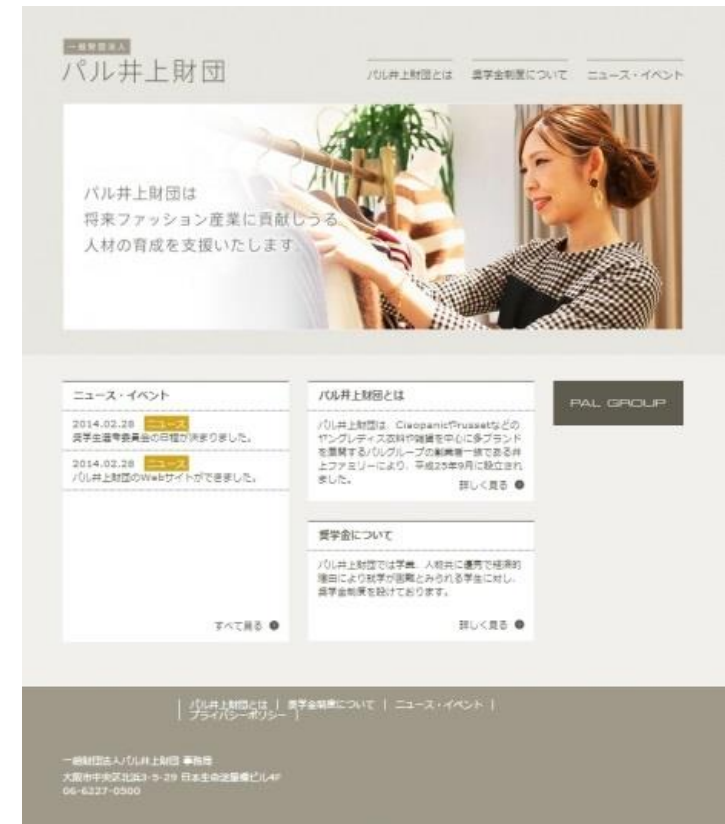 一般財団法人
パル井上財団
パル井上財団とは
奨学金制度について
ニュース・イベント
パル井上財団は
将来ファッション産業に貢献しうる
人材の育成を支援いたします。
ニュース・イベント
2014.02.28 ニュース
奨学生選考委員会の日程が決まりました。
2014.02.28 ニュース
パル井上財団のWebサイトができました。
すべて見る
パル井上財団とは
パル井上財団は、Ciaopanicやrussetなどの
ヤングレディス衣料や雑貨を中心に多ブランド
を展開するパルグループの創業者一族である井
上ファミリーにより、平成25年9月に設立され
ました。
詳しく見る
奨学金について
パル井上財団では学業、人物共に優秀で経済的
理由により就学が困難とみられる学生に対し、
奨学金制度を設けております。
詳しく見る
PAL GROUP
| パル井上財団とは | 奨学金制度について | ニュース・イベント |
| プライバシーポリシー |
一般財団法人パル井上財団 事務局
大阪市中央区北浜3-5-29 日本生命淀屋橋ビル4F
06-6227-0500